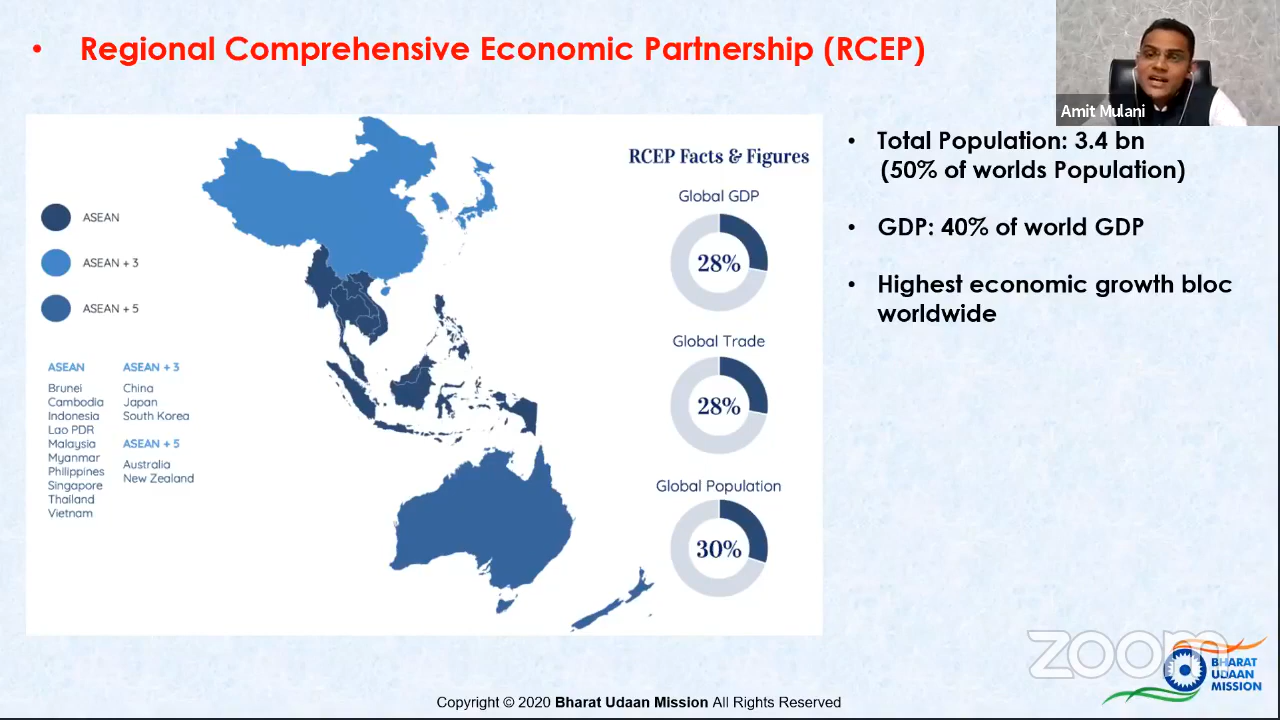 • Regional Comprehensive Economic Partnership (RCEP)
Amit Mulani
RCEP Facts & Figures
ASEAN
ASEAN + 3
ASEAN + 5
ASEAN
Brunei
Cambodia
Indonesia
Lao PDR
Malaysia
Myanmar
Philippines
Singapore
Thailand
Vietnam
ASEAN + 3
China
Japan
South Korea
ASEAN + 5
Australia
New Zealand
Global GDP
28%
Global Trade
28%
Global Population
30%
• Total Population: 3.4 bn
(50% of worlds Population)
• GDP: 40% of world GDP
• Highest economic growth bloc
worldwide
zoom
BHARAT
UDAAN
MISSION
Copyright © 2020 Bharat Udaan Mission All Rights Reserved